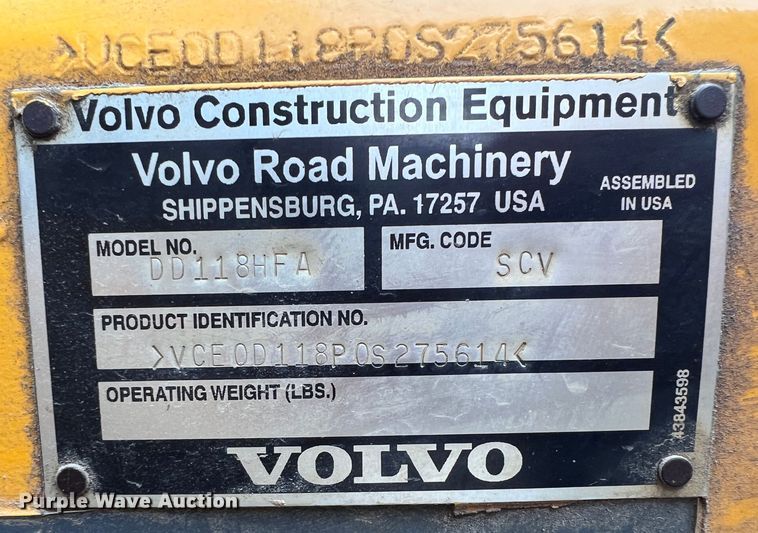 >VCE0D118P0S275614<
Volvo Construction Equipment
Volvo Road Machinery
SHIPPENSBURG, PA. 17257 USA
ASSEMBLED
IN USA
MODEL NO.
DD118HFA
MFG. CODE
SCV
PRODUCT IDENTIFICATION NO.
>VCE0D118P0S275614<
OPERATING WEIGHT (LBS.)
43843598
VOLVO
Purple Wave Auction